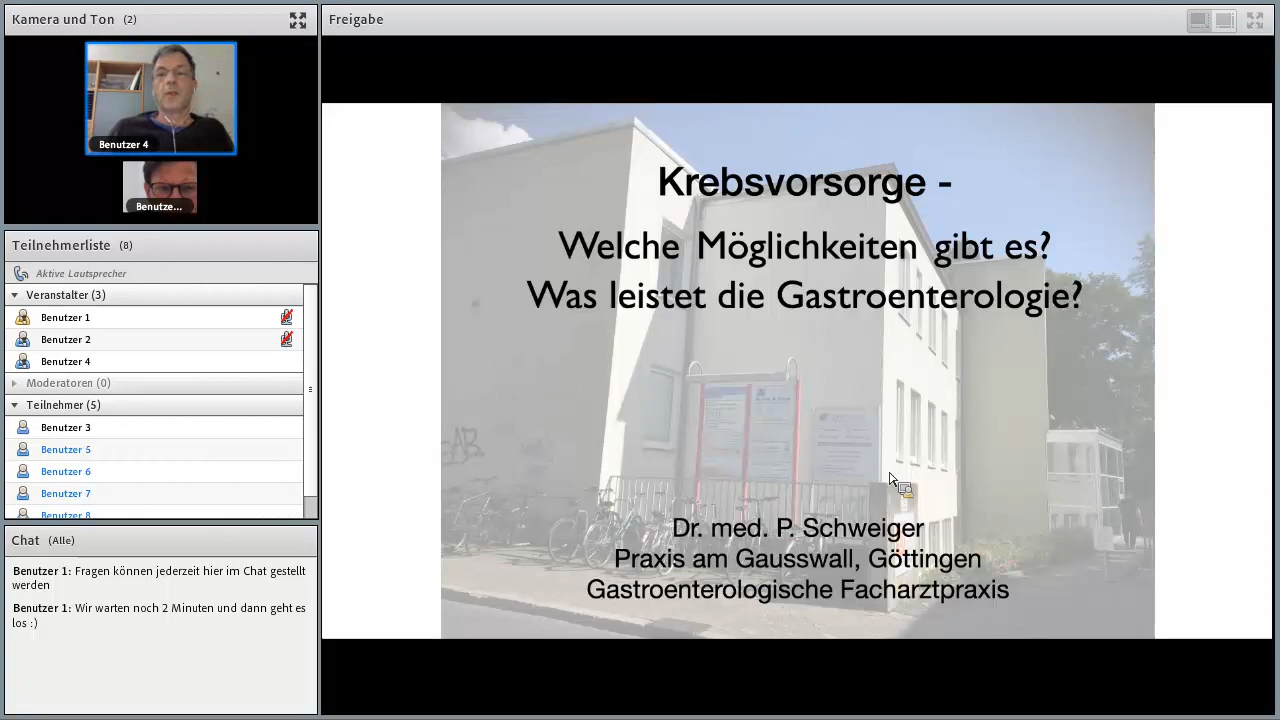 Kamera und Ton (2)
Benutzer 4
Benutze...
Teilnehmerliste (8)
Aktive Lautsprecher
Veranstalter (3)
Benutzer 1
Benutzer 2
Benutzer 4
Moderatoren (0)
Teilnehmer (5)
Benutzer 3
Benutzer 5
Benutzer 6
Benutzer 7
Benutzer 8
Chat (Alle)
Benutzer 1: Fragen können jederzeit hier im Chat gestellt
werden
Benutzer 1: Wir warten noch 2 Minuten und dann geht es
los :)
Freigabe
Krebsvorsorge -
Welche Möglichkeiten gibt es?
Was leistet die Gastroenterologie?
Dr. med. P. Schweiger
Praxis am Gausswall, Göttingen
Gastroenterologische Facharztpraxis